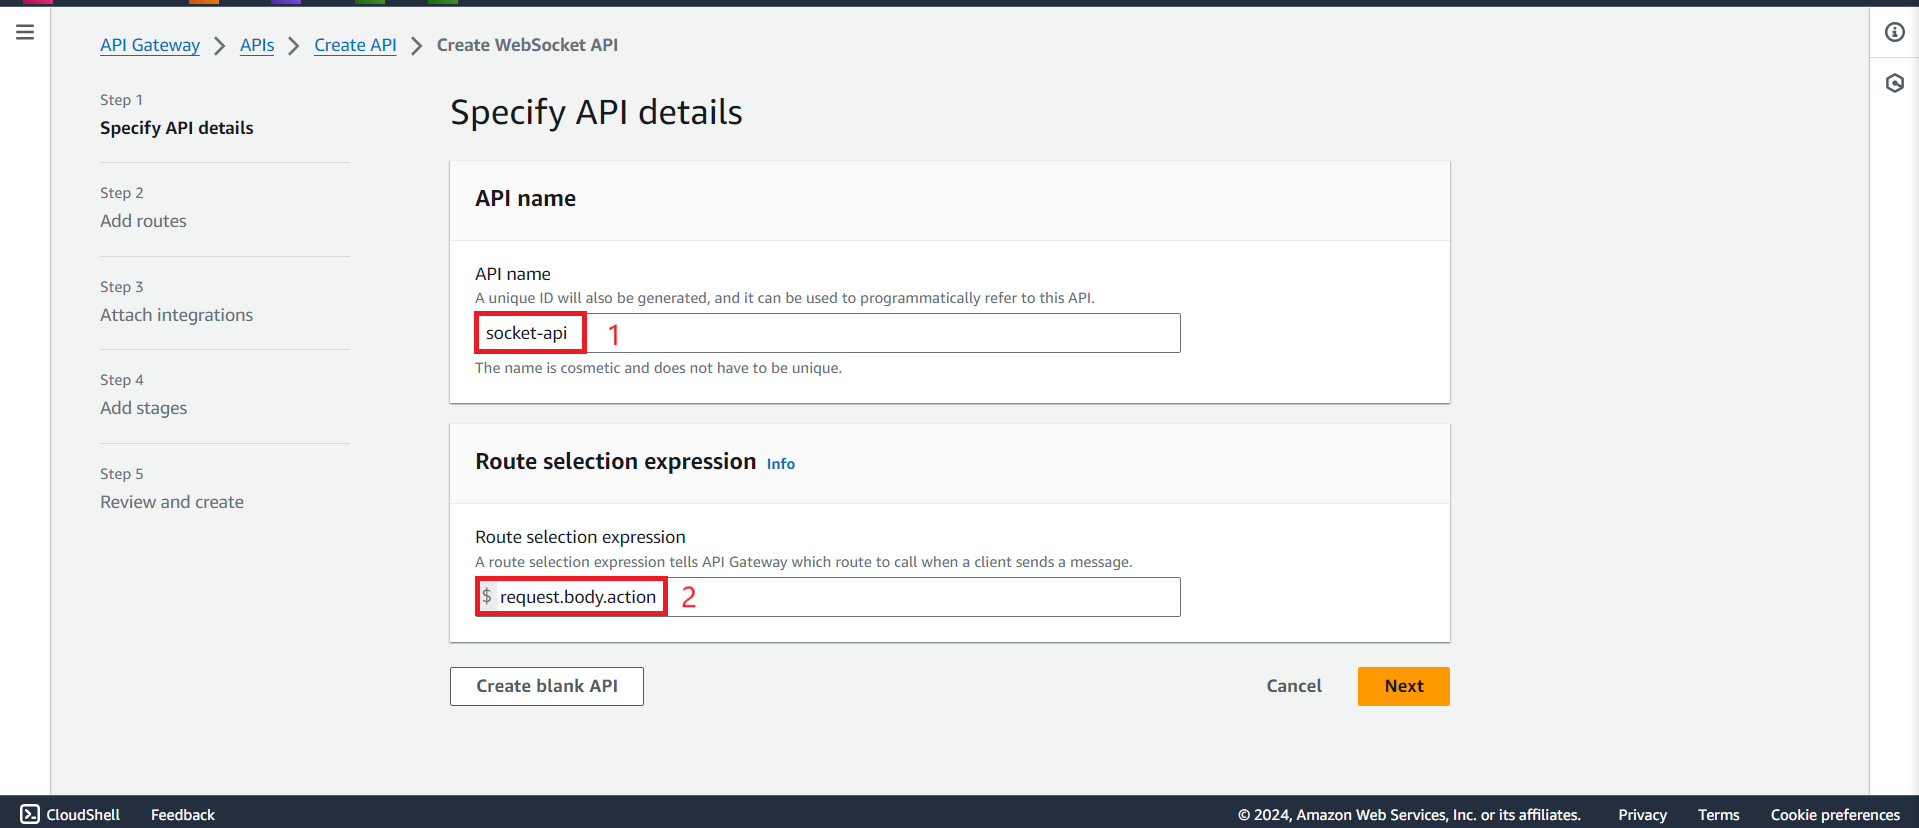 API Gateway > APIs > Create API > Create WebSocket API
Step 1
Specify API details
Step 2
Add routes
Step 3
Attach integrations
Step 4
Add stages
Step 5
Review and create
Specify API details
API name
API name
A unique ID will also be generated, and it can be used to programmatically refer to this API.
socket-api 1
The name is cosmetic and does not have to be unique.
Route selection expression Info
Route selection expression
A route selection expression tells API Gateway which route to call when a client sends a message.
$ request.body.action 2
Create blank API Cancel Next
CloudShell Feedback © 2024, Amazon Web Services, Inc. or its affiliates. Privacy Terms Cookie preferences